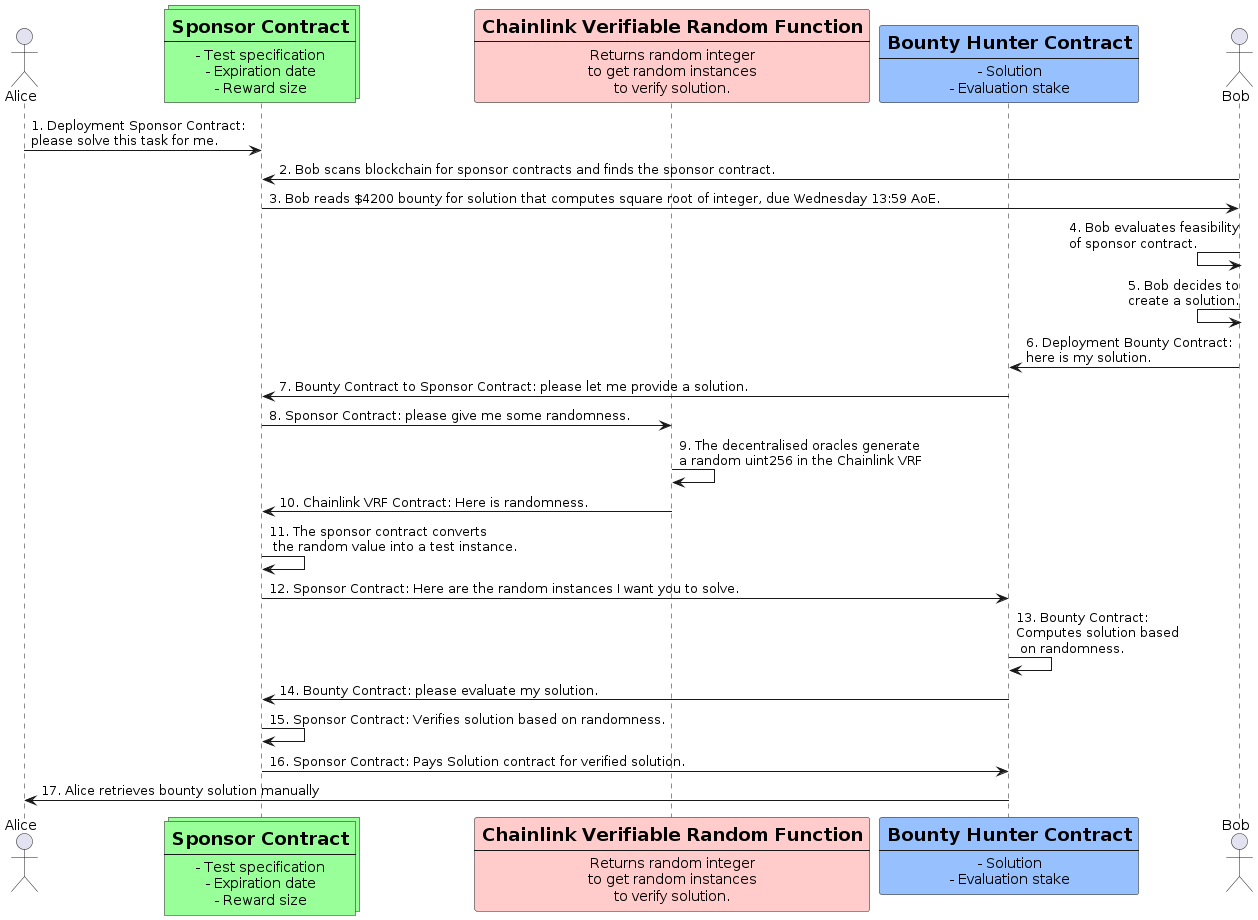 Sponsor Contract
- Test specification
- Expiration date
- Reward size
Chainlink Verifiable Random Function
Returns random integer
to get random instances
to verify solution.
Bounty Hunter Contract
- Solution
- Evaluation stake
Alice
Bob
1. Deployment Sponsor Contract:
please solve this task for me.
2. Bob scans blockchain for sponsor contracts and finds the sponsor contract.
3. Bob reads $4200 bounty for solution that computes square root of integer, due Wednesday 13:59 AoE.
4. Bob evaluates feasibility
of sponsor contract.
5. Bob decides to
create a solution.
6. Deployment Bounty Contract:
here is my solution.
7. Bounty Contract to Sponsor Contract: please let me provide a solution.
8. Sponsor Contract: please give me some randomness.
9. The decentralised oracles generate
a random uint256 in the Chainlink VRF
10. Chainlink VRF Contract: Here is randomness.
11. The sponsor contract converts
the random value into a test instance.
12. Sponsor Contract: Here are the random instances I want you to solve.
13. Bounty Contract:
Computes solution based
on randomness.
14. Bounty Contract: please evaluate my solution.
15. Sponsor Contract: Verifies solution based on randomness.
16. Sponsor Contract: Pays Solution contract for verified solution.
17. Alice retrieves bounty solution manually
Alice
Bob
Sponsor Contract
- Test specification
- Expiration date
- Reward size
Chainlink Verifiable Random Function
Returns random integer
to get random instances
to verify solution.
Bounty Hunter Contract
- Solution
- Evaluation stake